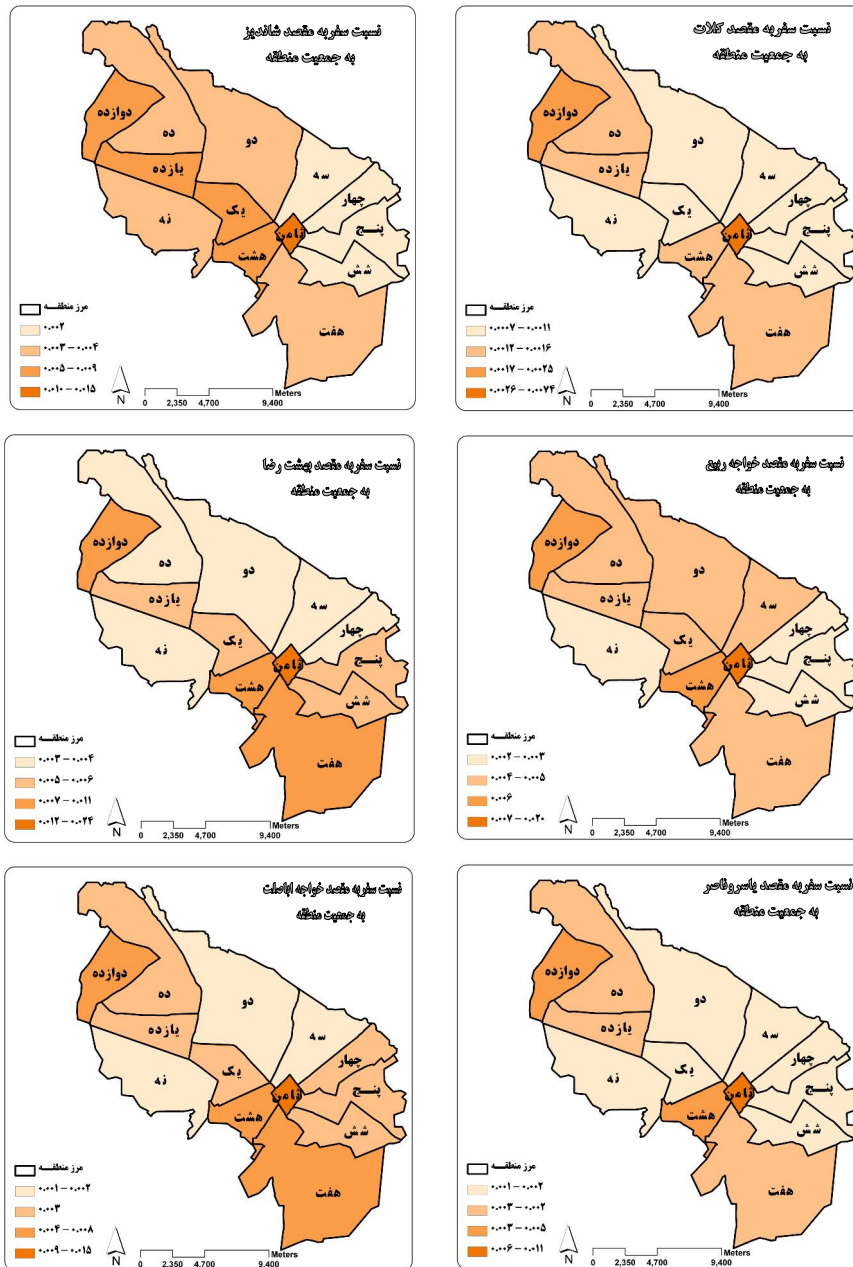 نسبت سفر به مقصد شاندیز
به جمعیت منطقه
دوازده
ده
دو
سه
یازده
چهار
نه
یک
پنج
ثامن
هشت
شش
هفت
مرز منطقه
۰.۰۰۲
۰.۰۰۳ – ۰.۰۰۴
۰.۰۰۵ – ۰.۰۰۹
۰.۰۱۰ – ۰.۰۱۵
N
Meters
0 2,350 4,700 9,400
نسبت سفر به مقصد کلات
به جمعیت منطقه
دوازده
ده
دو
سه
یازده
چهار
نه
یک
پنج
ثامن
هشت
شش
هفت
مرز منطقه
۰.۰۰۰۷ – ۰.۰۰۱۱
۰.۰۰۱۲ – ۰.۰۰۱۶
۰.۰۰۱۷ – ۰.۰۰۲۵
۰.۰۰۲۶ – ۰.۰۰۷۴
N
Meters
0 2,350 4,700 9,400
نسبت سفر به مقصد بهشت رضا
به جمعیت منطقه
دوازده
ده
دو
سه
یازده
چهار
نه
یک
پنج
ثامن
هشت
شش
هفت
مرز منطقه
۰.۰۰۳ – ۰.۰۰۴
۰.۰۰۵ – ۰.۰۰۶
۰.۰۰۷ – ۰.۰۱۱
۰.۰۱۲ – ۰.۰۲۴
N
Meters
0 2,350 4,700 9,400
نسبت سفر به مقصد خواجه ربیع
به جمعیت منطقه
دوازده
ده
دو
سه
یازده
چهار
نه
یک
پنج
ثامن
هشت
شش
هفت
مرز منطقه
۰.۰۰۲ – ۰.۰۰۳
۰.۰۰۴ – ۰.۰۰۵
۰.۰۰۶
۰.۰۰۷ – ۰.۰۲۰
N
Meters
0 2,350 4,700 9,400
نسبت سفر به مقصد خواجه اباصلت
به جمعیت منطقه
دوازده
ده
دو
سه
یازده
چهار
نه
یک
پنج
ثامن
هشت
شش
هفت
مرز منطقه
۰.۰۰۱ – ۰.۰۰۲
۰.۰۰۳
۰.۰۰۴ – ۰.۰۰۸
۰.۰۰۹ – ۰.۰۱۵
N
Meters
0 2,350 4,700 9,400
نسبت سفر به مقصد یاسر و ناصر
به جمعیت منطقه
دوازده
ده
دو
سه
یازده
چهار
نه
یک
پنج
ثامن
هشت
شش
هفت
مرز منطقه
۰.۰۰۱ – ۰.۰۰۲
۰.۰۰۳ – ۰.۰۰۲
۰.۰۰۳ – ۰.۰۰۵
۰.۰۰۶ – ۰.۰۱۱
N
Meters
0 2,350 4,700 9,400